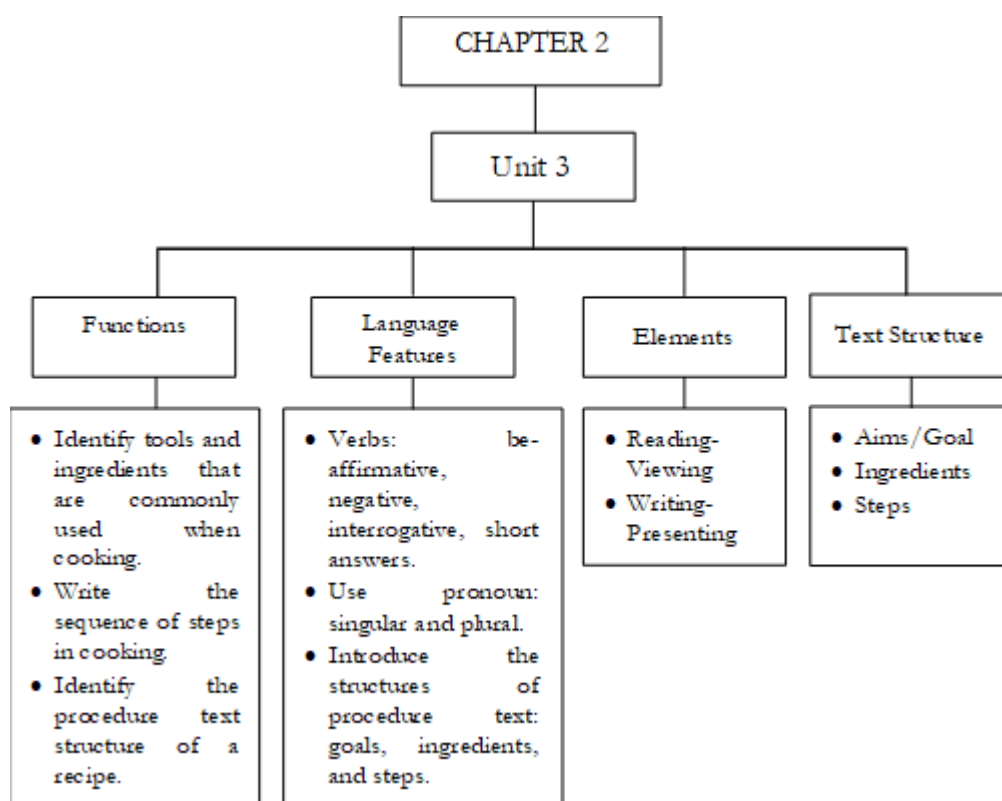 CHAPTER 2
Unit 3
Functions
Language
Features
Elements
Text Structure
• Identify tools and
ingredients that
are commonly
used when
cooking.
• Write the
sequence of steps
in cooking.
• Identify the
procedure text
structure of a
recipe.
• Verbs: be-
affirmative,
negative,
interrogative, short
answers.
• Use pronoun:
singular and plural.
• Introduce the
structures of
procedure text:
goals, ingredients,
and steps.
• Reading-
Viewing
• Writing-
Presenting
• Aims/Goal
• Ingredients
• Steps